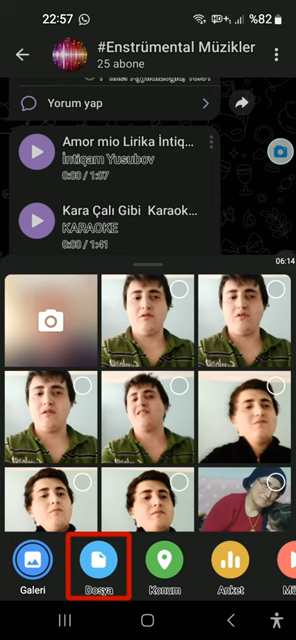 22:57
%82
#Enstrümental Müzikler
25 abone
Yorum yap
Amor mio Lirika İntiq...
İntiqam Yusubov
0:00 / 1:07
Kara Çalı Gibi Karaok...
KARAOKE
0:00 / 1:41
06:14
Galeri
Dosya
Konum
Anket